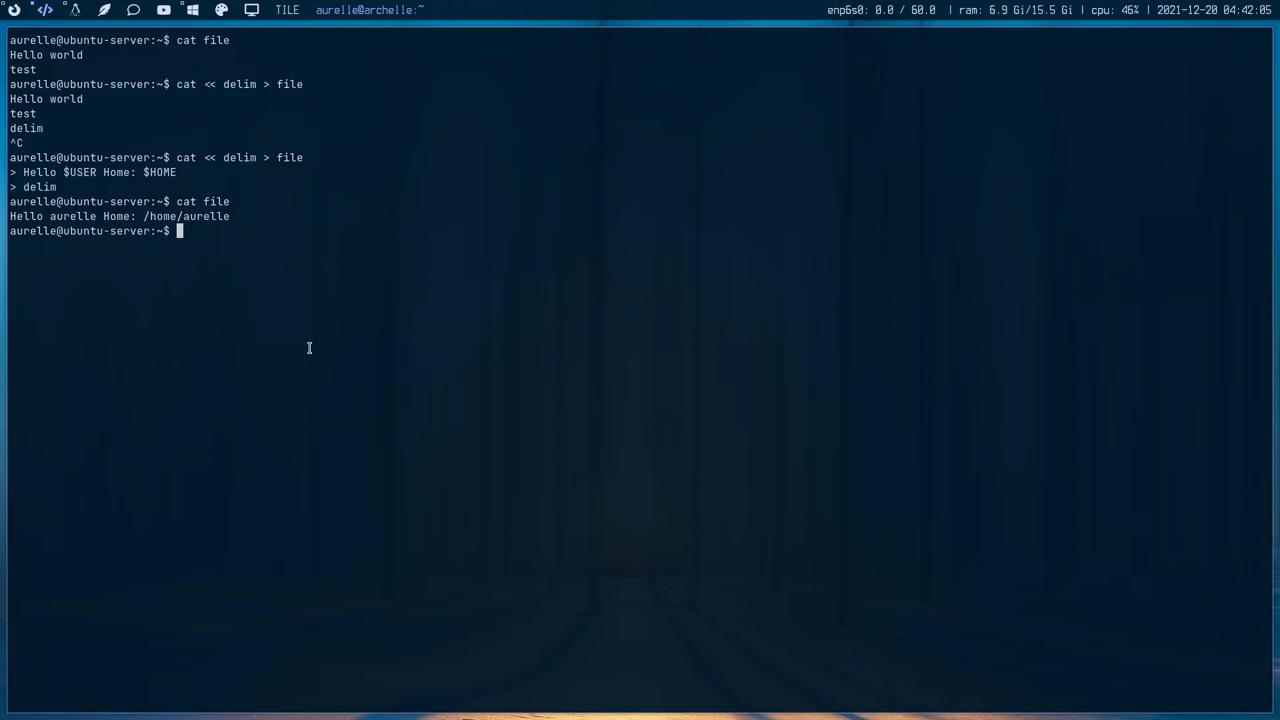 TILE aurelle@archelle:~ enp6s0: 0.0 / 60.0 | ram: 6.9 Gi/15.5 Gi | cpu: 46% | 2021-12-20 04:42:05
aurelle@ubuntu-server:~$ cat file
Hello world
test
aurelle@ubuntu-server:~$ cat << delim > file
Hello world
test
delim
^C
aurelle@ubuntu-server:~$ cat << delim > file
> Hello $USER Home: $HOME
> delim
aurelle@ubuntu-server:~$ cat file
Hello aurelle Home: /home/aurelle
aurelle@ubuntu-server:~$